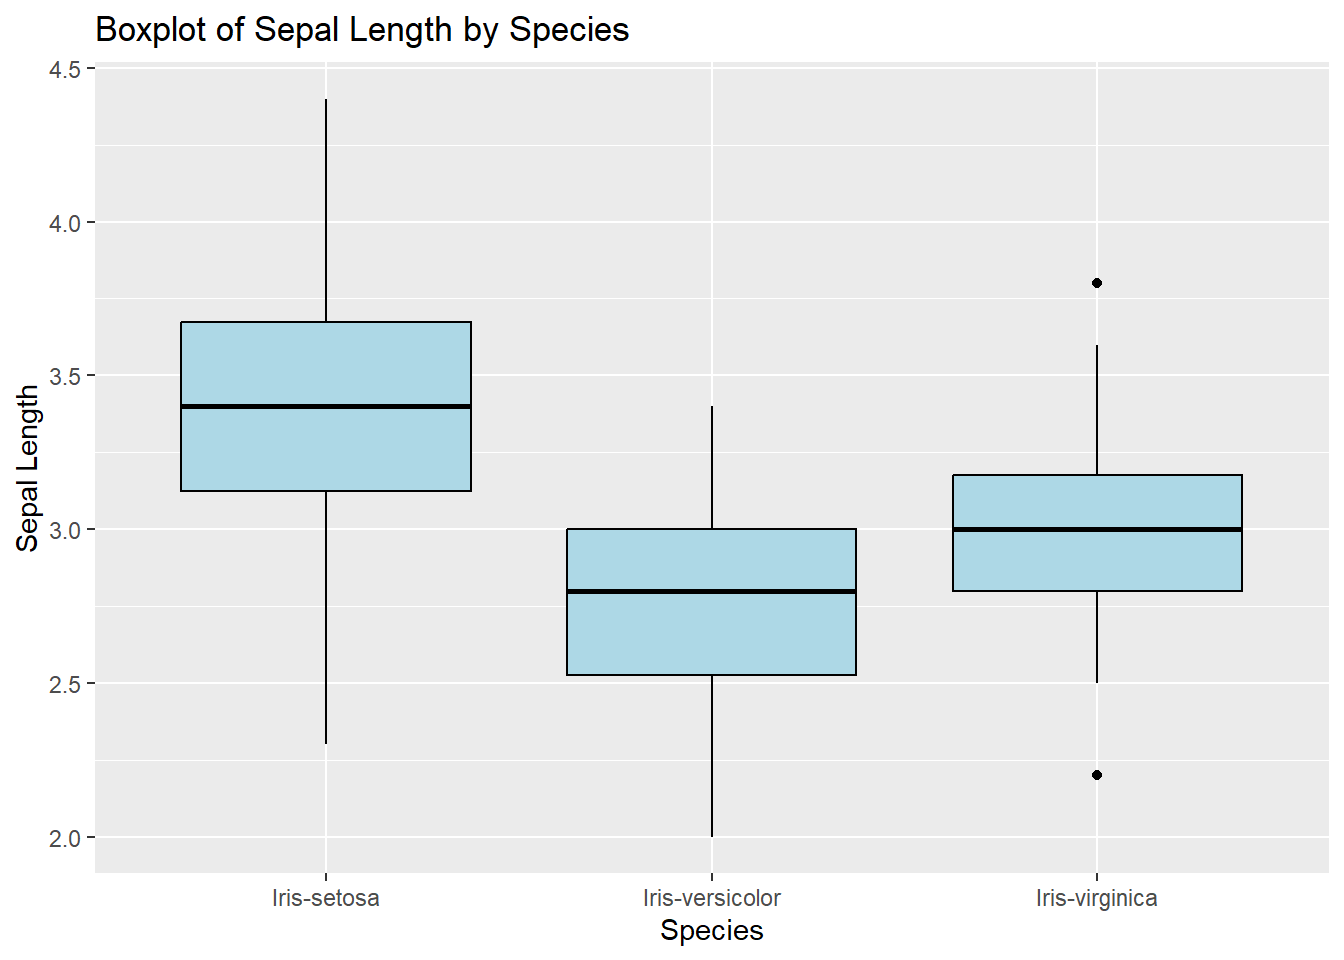 Boxplot of Sepal Length by Species
4.5
4.0
3.5
3.0
2.5
2.0
Sepal Length
Iris-setosa
Iris-versicolor
Iris-virginica
Species